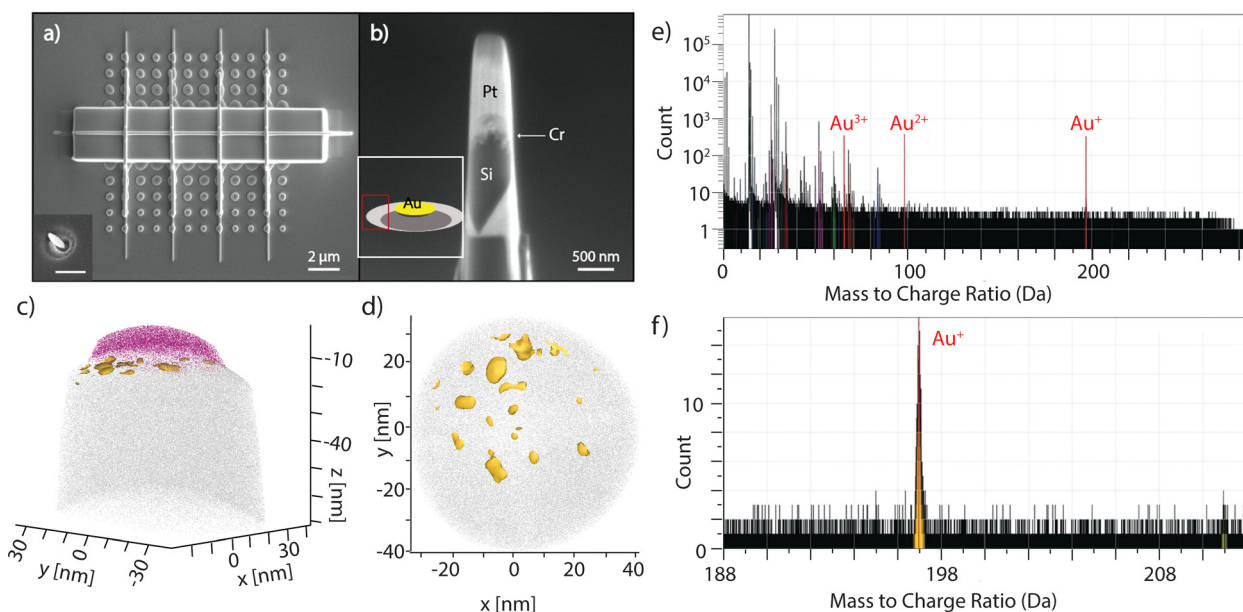 a)
2 µm
b)
Pt
Cr
Si
Au
500 nm
c)
-10
-40
z [nm]
30
0
-30
y [nm]
0
30
x [nm]
d)
20
0
-20
-40
y [nm]
-20
0
20
40
x [nm]
e)
10⁵
10⁴
10³
10²
10
1
Count
Au³⁺
Au²⁺
Au⁺
0
100
200
Mass to Charge Ratio (Da)
f)
Au⁺
10
0
Count
188
198
208
Mass to Charge Ratio (Da)